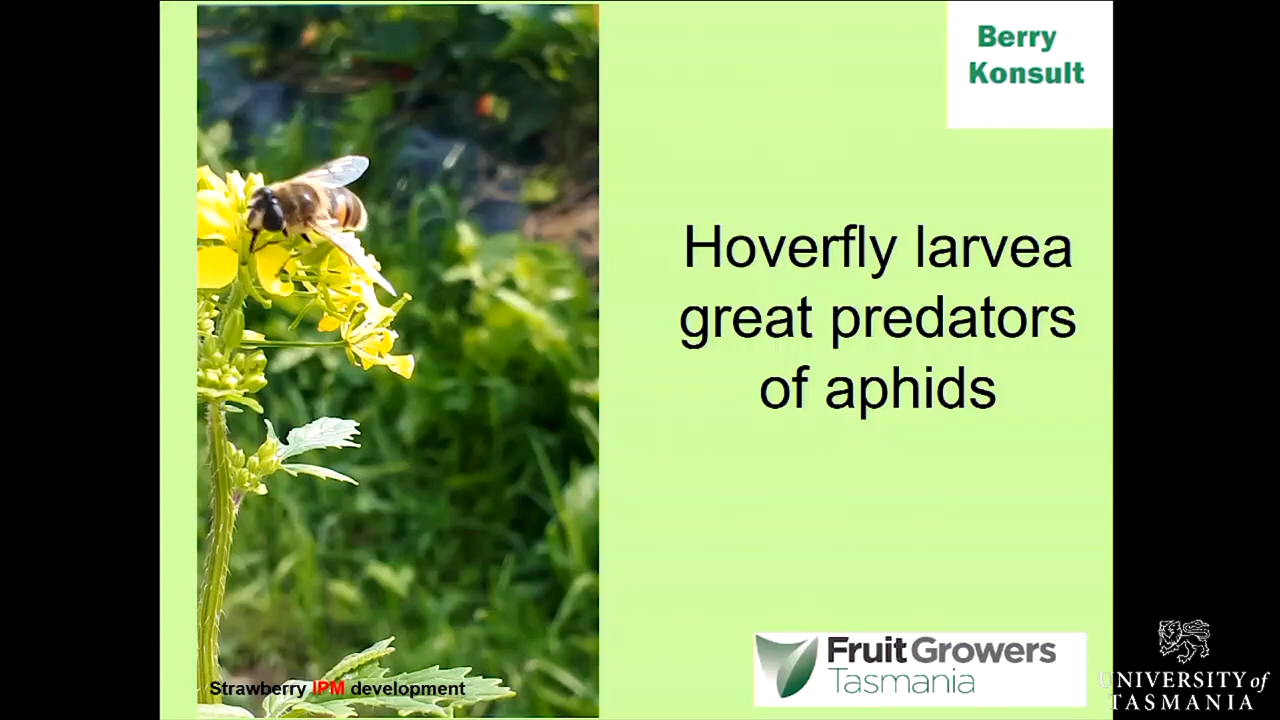 Berry
Konsult
Hoverfly larvea
great predators
of aphids
Strawberry IPM development
Fruit Growers
Tasmania
UNIVERSITY of
TASMANIA